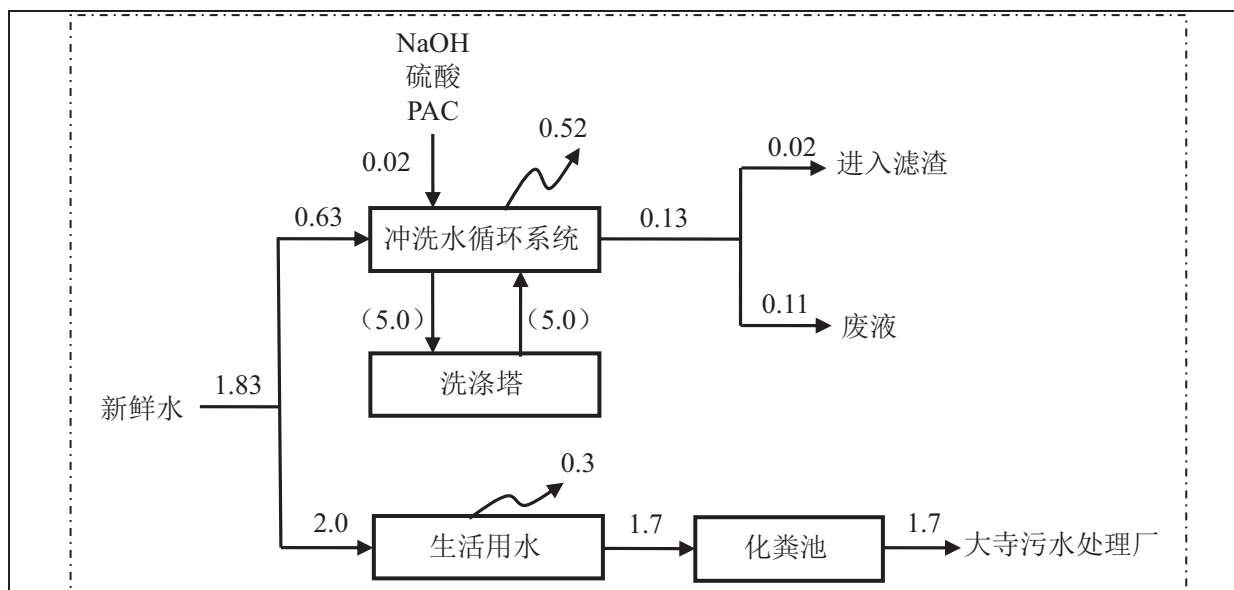 NaOH
硫酸
PAC
0.52
0.02
0.02
进入滤渣
0.63
冲洗水循环系统
0.13
（5.0）
（5.0）
0.11
废液
洗涤塔
新鲜水
1.83
0.3
2.0
生活用水
1.7
化粪池
1.7
大寺污水处理厂